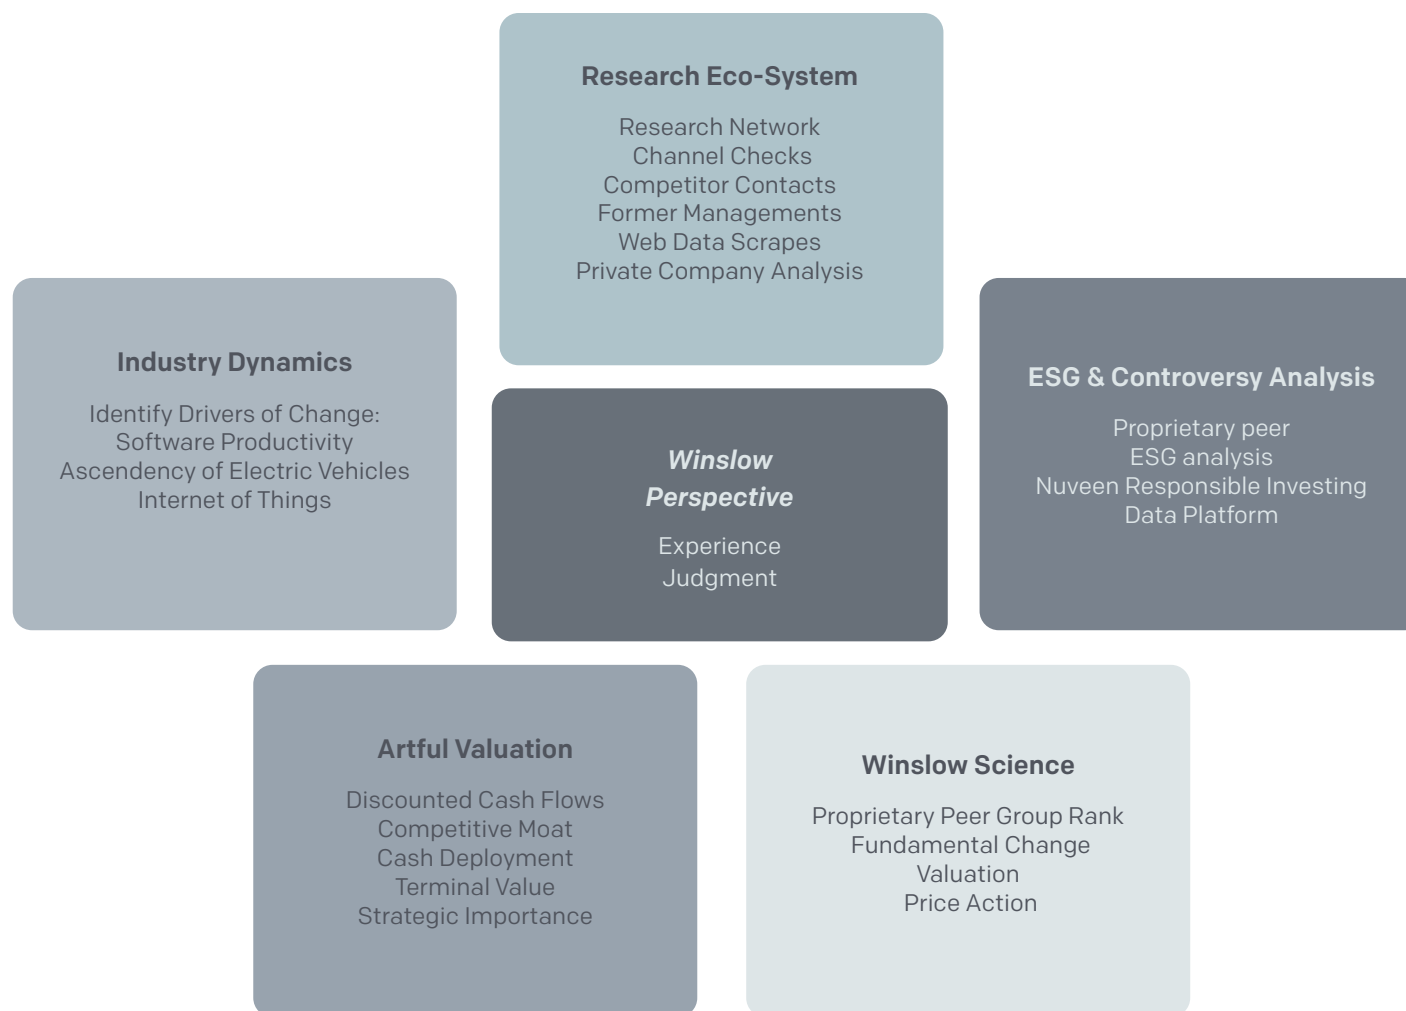 Research Eco-System
Research Network
Channel Checks
Competitor Contacts
Former Managements
Web Data Scrapes
Private Company Analysis
Industry Dynamics
Identify Drivers of Change:
Software Productivity
Ascendency of Electric Vehicles
Internet of Things
Winslow
Perspective
Experience
Judgment
ESG & Controversy Analysis
Proprietary peer
ESG analysis
Nuveen Responsible Investing
Data Platform
Artful Valuation
Discounted Cash Flows
Competitive Moat
Cash Deployment
Terminal Value
Strategic Importance
Winslow Science
Proprietary Peer Group Rank
Fundamental Change
Valuation
Price Action